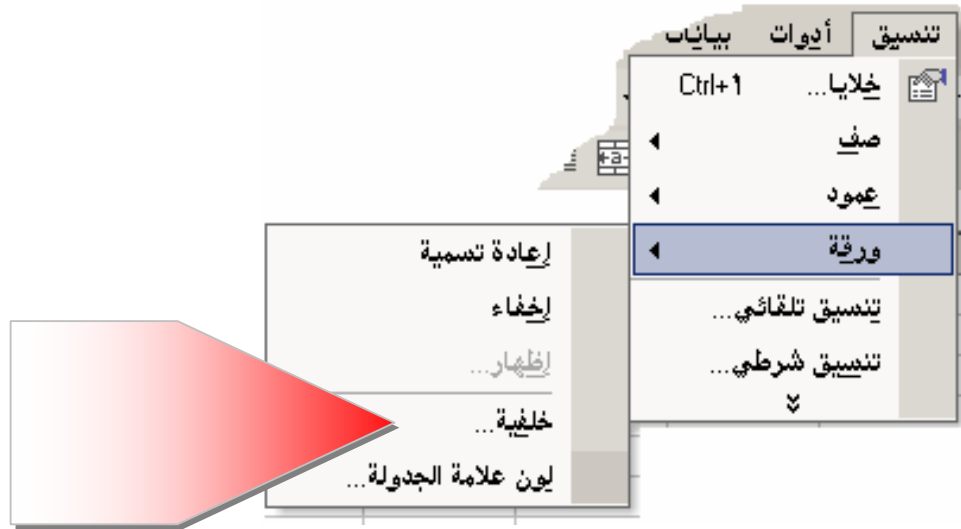 تنسيق أدوات بيانات
خلايا... Ctrl+1
صف
عمود
ورقة
تنسيق تلقائي...
تنسيق شرطي...
إعادة تسمية
إخفاء
إظهار...
خلفية...
لون علامة الجدولة...